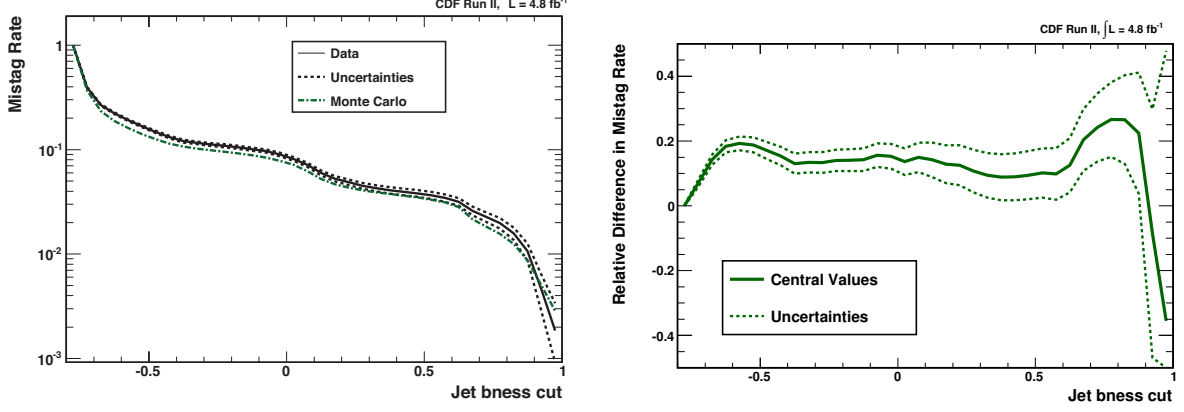 CDF Run II, L = 4.8 fb⁻¹
Mistag Rate
1
10⁻¹
10⁻²
10⁻³
Data
Uncertainties
Monte Carlo
-0.5 0 0.5 1
Jet bness cut
CDF Run II, ∫L = 4.8 fb⁻¹
Relative Difference in Mistag Rate
0.4
0.2
0
-0.2
-0.4
Central Values
Uncertainties
-0.5 0 0.5 1
Jet bness cut